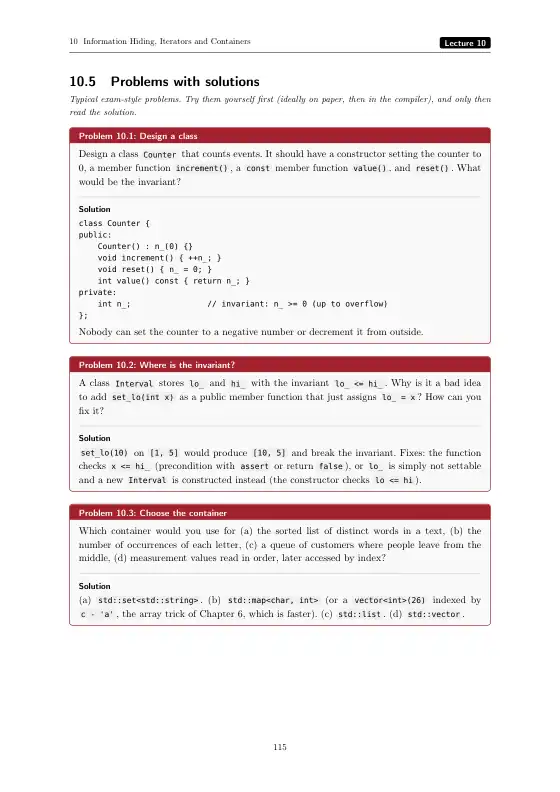 10 Information Hiding, Iterators and Containers
Lecture 10
10.5 Problems with solutions
Typical exam-style problems. Try them yourself first (ideally on paper, then in the compiler), and only then
read the solution.
Problem 10.1: Design a class
Design a class Counter that counts events. It should have a constructor setting the counter to
0, a member function increment(), a const member function value(), and reset(). What
would be the invariant?
Solution
class Counter {
public:
    Counter() : n_(0) {}
    void increment() { ++n_; }
    void reset() { n_ = 0; }
    int value() const { return n_; }
private:
    int n_;                // invariant: n_ >= 0 (up to overflow)
};
Nobody can set the counter to a negative number or decrement it from outside.
Problem 10.2: Where is the invariant?
A class Interval stores lo_ and hi_ with the invariant lo_ <= hi_. Why is it a bad idea
to add set_lo(int x) as a public member function that just assigns lo_ = x? How can you
fix it?
Solution
set_lo(10) on [1, 5] would produce [10, 5] and break the invariant. Fixes: the function
checks x <= hi_ (precondition with assert or return false), or lo_ is simply not settable
and a new Interval is constructed instead (the constructor checks lo <= hi).
Problem 10.3: Choose the container
Which container would you use for (a) the sorted list of distinct words in a text, (b) the
number of occurrences of each letter, (c) a queue of customers where people leave from the
middle, (d) measurement values read in order, later accessed by index?
Solution
(a) std::set<std::string>. (b) std::map<char, int> (or a vector<int>(26) indexed by
c - 'a', the array trick of Chapter 6, which is faster). (c) std::list. (d) std::vector.
115